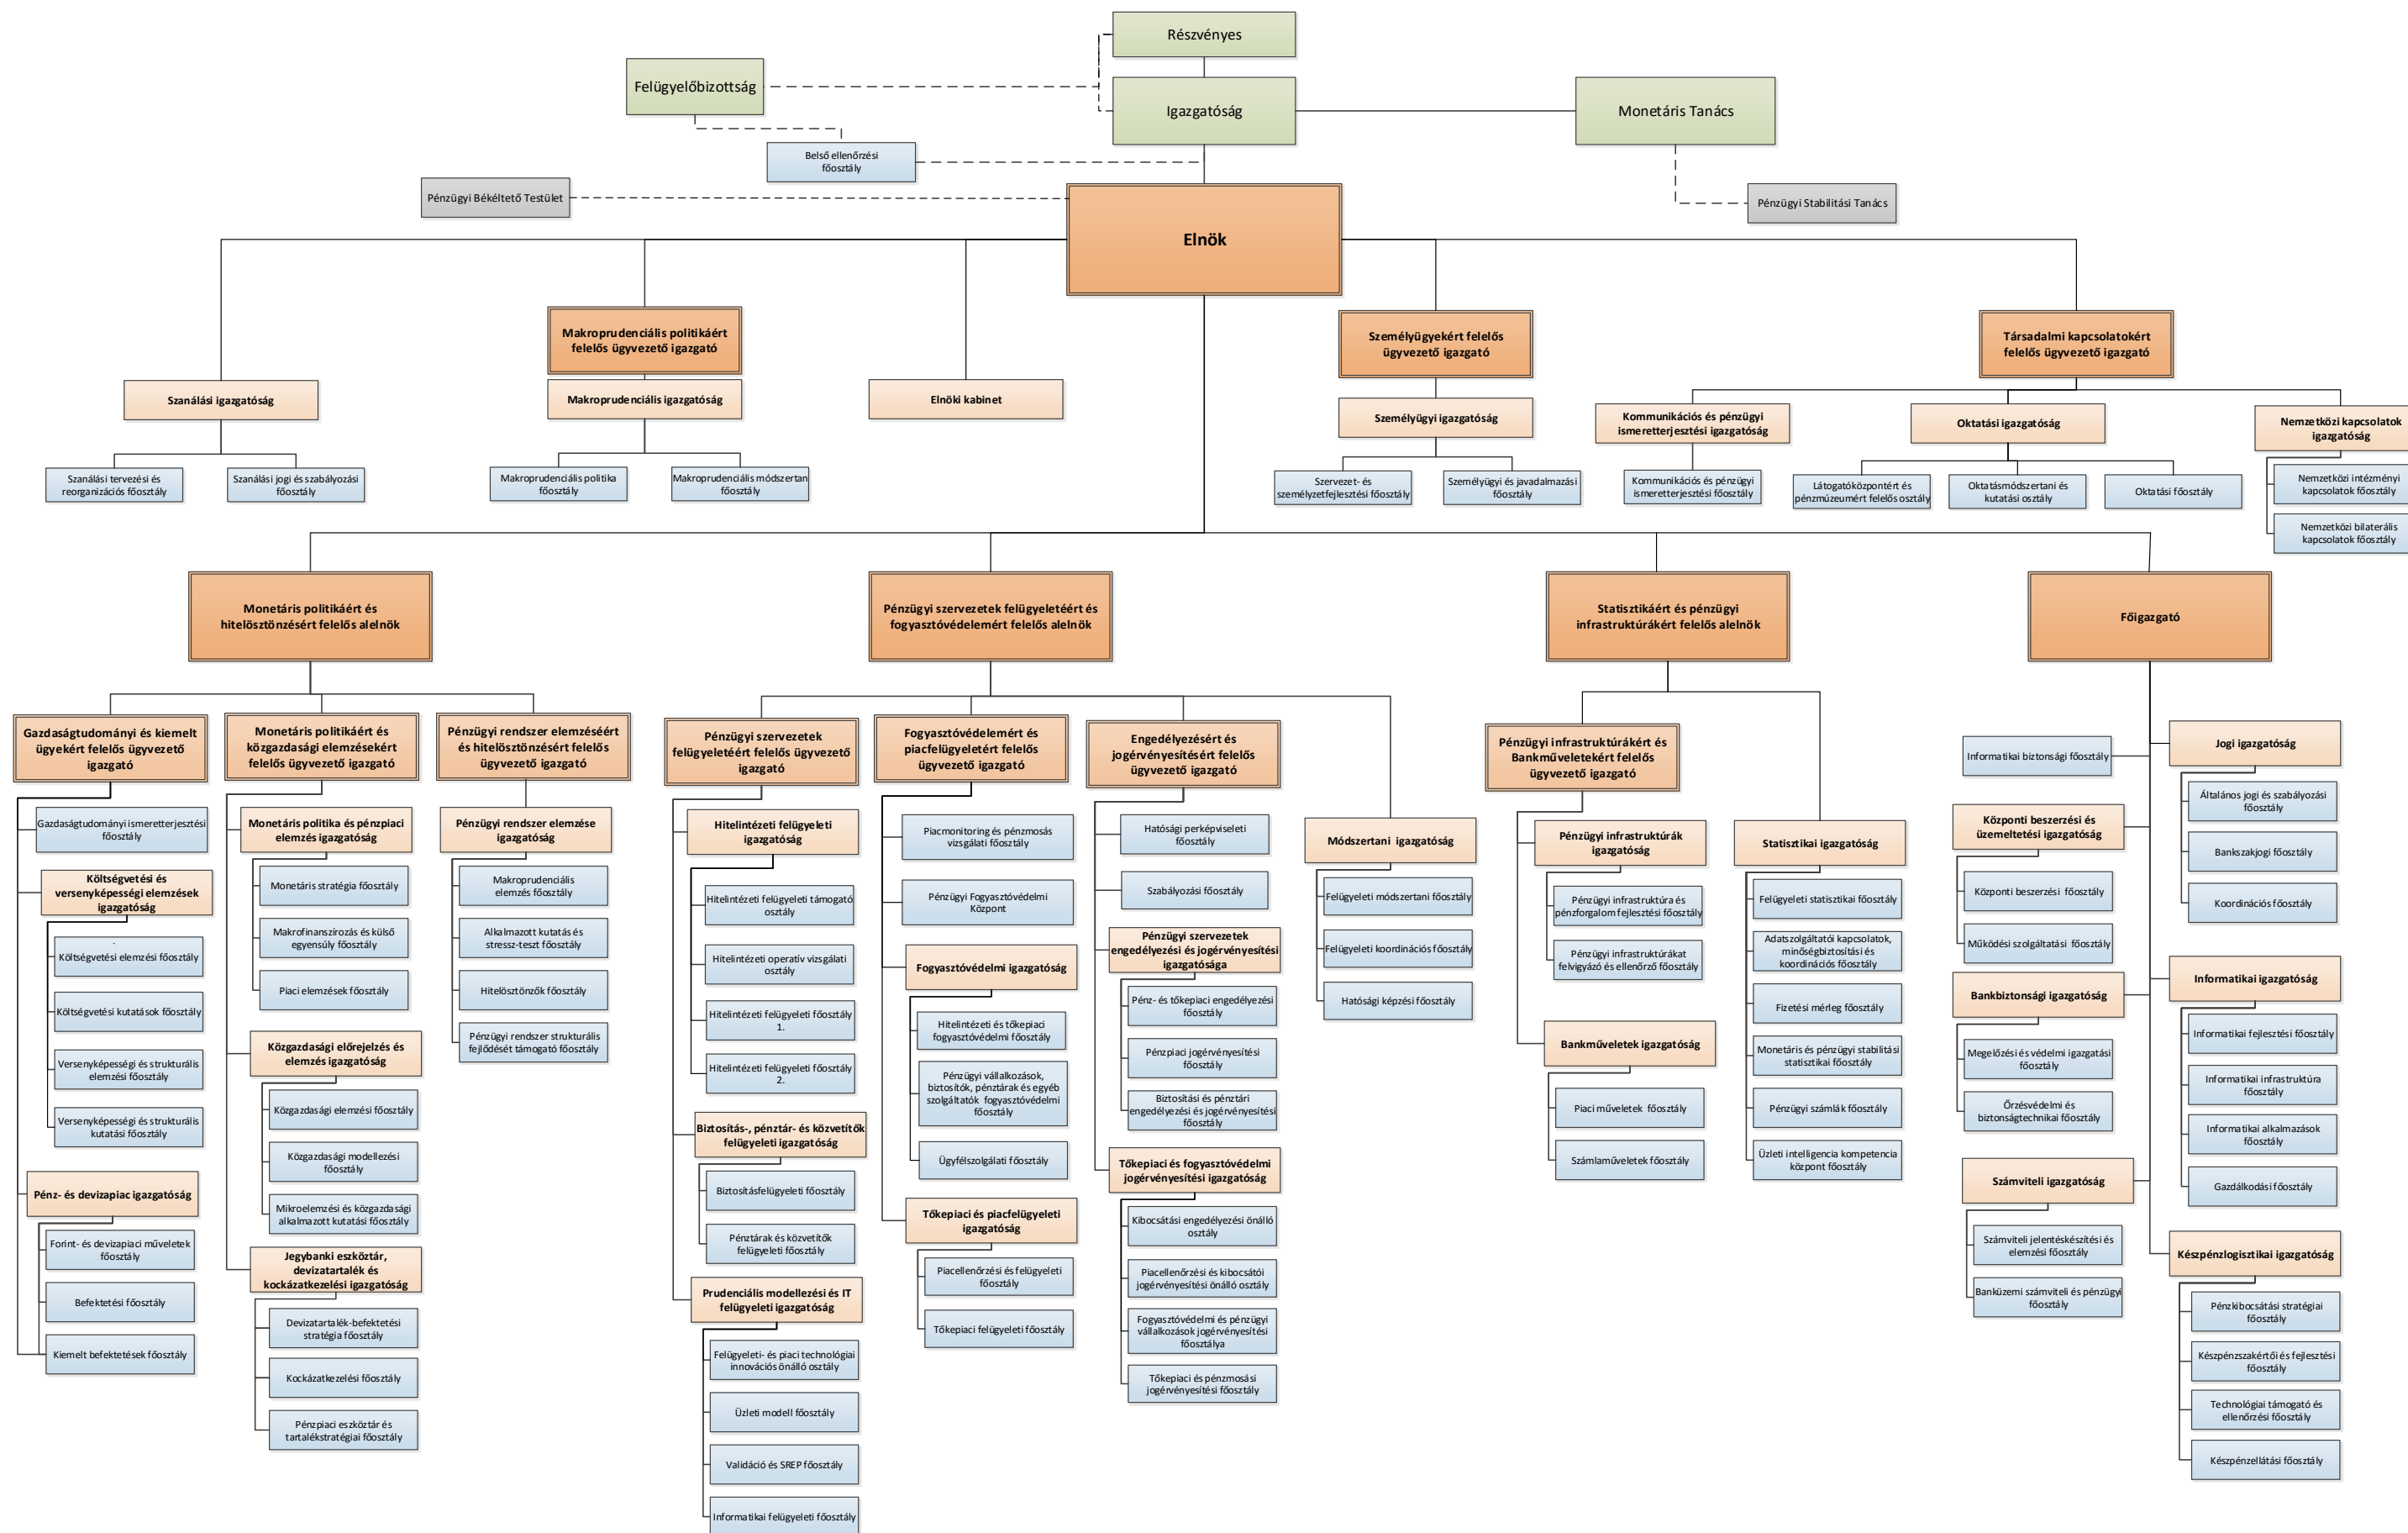 Részvényes
Felügyelőbizottság
Igazgatóság
Monetáris Tanács
Belső ellenőrzési
főosztály
Pénzügyi Békéltető Testület
Pénzügyi Stabilitási Tanács
Elnök
Makroprudenciális politikáért
felelős ügyvezető igazgató
Személyügyekért felelős
ügyvezető igazgató
Társadalmi kapcsolatokért
felelős ügyvezető igazgató
Szanálási igazgatóság
Makroprudenciális igazgatóság
Elnöki kabinet
Személyügyi igazgatóság
Kommunikációs és pénzügyi
ismeretterjesztési igazgatóság
Oktatási igazgatóság
Nemzetközi kapcsolatok
igazgatóság
Szanálási tervezési és
reorganizációs főosztály
Szanálási jogi és szabályozási
főosztály
Makroprudenciális politika
főosztály
Makroprudenciális módszertan
főosztály
Szervezet- és
személyzetfejlesztési főosztály
Személyügyi és javadalmazási
főosztály
Kommunikációs és pénzügyi
ismeretterjesztési főosztály
Látogatóközpontért és
pénzmúzeumért felelős osztály
Oktatásmódszertani és
kutatási osztály
Oktatási főosztály
Nemzetközi intézményi
kapcsolatok főosztály
Nemzetközi bilaterális
kapcsolatok főosztály
Monetáris politikáért és
hitelösztönzésért felelős alelnök
Pénzügyi szervezetek felügyeletéért és
fogyasztóvédelemért felelős alelnök
Statisztikáért és pénzügyi
infrastruktúrákért felelős alelnök
Főigazgató
Gazdaságtudományi és kiemelt
ügyekért felelős ügyvezető
igazgató
Gazdaságtudományi ismeretterjesztési
főosztály
Költségvetési és
versenyképességi elemzések
igazgatóság
Költségvetési elemzési főosztály
Költségvetési kutatások főosztály
Versenyképességi és strukturális
elemzési főosztály
Versenyképességi és strukturális
kutatási főosztály
Pénz- és devizapiac igazgatóság
Forint- és devizapiaci műveletek
főosztály
Befektetési főosztály
Kiemelt befektetések főosztály
Monetáris politikáért és
közgazdasági elemzésekért
felelős ügyvezető igazgató
Monetáris politika és pénzpiaci
elemzés igazgatóság
Monetáris stratégia főosztály
Makrofinanszírozás és külső
egyensúly főosztály
Piaci elemzések főosztály
Közgazdasági előrejelzés és
elemzés igazgatóság
Közgazdasági elemzési főosztály
Közgazdasági modellezési
főosztály
Mikroelemzési és közgazdasági
alkalmazott kutatási főosztály
Jegybanki eszköztár,
devizatartalék és
kockázatkezelési igazgatóság
Devizatartalék-befektetési
stratégia főosztály
Kockázatkezelési főosztály
Pénzpiaci eszköztár és
tartalékstratégiai főosztály
Pénzügyi rendszer elemzéséért
és hitelösztönzésért felelős
ügyvezető igazgató
Pénzügyi rendszer elemzése
igazgatóság
Makroprudenciális
elemzés főosztály
Alkalmazott kutatás és
stressz-teszt főosztály
Hitelösztönzők főosztály
Pénzügyi rendszer strukturális
fejlődését támogató főosztály
Pénzügyi szervezetek
felügyeletéért felelős ügyvezető
igazgató
Hitelintézeti felügyeleti
igazgatóság
Hitelintézeti felügyeleti támogató
osztály
Hitelintézeti operatív vizsgálati
osztály
Hitelintézeti felügyeleti főosztály
1.
Hitelintézeti felügyeleti főosztály
2.
Biztosítás-, pénztár- és közvetítők
felügyeleti igazgatóság
Biztosításfelügyeleti főosztály
Pénztárak és közvetítők
felügyeleti főosztály
Prudenciális modellezési és IT
felügyeleti igazgatóság
Felügyeleti- és piaci technológiai
innovációs önálló osztály
Üzleti modell főosztály
Validáció és SREP főosztály
Informatikai felügyeleti főosztály
Fogyasztóvédelemért és
piacfelügyeletért felelős
ügyvezető igazgató
Piacmonitoring és pénzmosás
vizsgálati főosztály
Pénzügyi Fogyasztóvédelmi
Központ
Fogyasztóvédelmi igazgatóság
Hitelintézeti és tőkepiaci
fogyasztóvédelmi főosztály
Pénzügyi vállalkozások,
biztosítók, pénztárak és egyéb
szolgáltatók fogyasztóvédelmi
főosztály
Ügyfélszolgálati főosztály
Tőkepiaci és piacfelügyeleti
igazgatóság
Piacellenőrzési és felügyeleti
főosztály
Tőkepiaci felügyeleti főosztály
Engedélyezésért és
jogérvényesítésért felelős
ügyvezető igazgató
Hatósági perképviseleti
főosztály
Szabályozási főosztály
Pénzügyi szervezetek
engedélyezési és jogérvényesítési
igazgatósága
Pénz- és tőkepiaci engedélyezési
főosztály
Pénzpiaci jogérvényesítési
főosztály
Biztosítási és pénztári
engedélyezési és jogérvényesítési
főosztály
Tőkepiaci és fogyasztóvédelmi
jogérvényesítési igazgatóság
Kibocsátási engedélyezési önálló
osztály
Piacellenőrzési és kibocsátói
jogérvényesítési önálló osztály
Fogyasztóvédelmi és pénzügyi
vállalkozások jogérvényesítési
főosztálya
Tőkepiaci és pénzmosási
jogérvényesítési főosztály
Módszertani igazgatóság
Felügyeleti módszertani főosztály
Felügyeleti koordinációs főosztály
Hatósági képzési főosztály
Pénzügyi infrastruktúrákért és
Bankműveletekért felelős
ügyvezető igazgató
Pénzügyi infrastruktúrák
igazgatóság
Pénzügyi infrastruktúra és
pénzforgalom fejlesztési főosztály
Pénzügyi infrastruktúrákat
felvigyázó és ellenőrző főosztály
Bankműveletek igazgatóság
Piaci műveletek főosztály
Számlaműveletek főosztály
Statisztikai igazgatóság
Felügyeleti statisztikai főosztály
Adatszolgáltatói kapcsolatok,
minőségbiztosítási és
koordinációs főosztály
Fizetési mérleg főosztály
Monetáris és pénzügyi stabilitási
statisztikai főosztály
Pénzügyi számlák főosztály
Üzleti intelligencia kompetencia
központ főosztály
Informatikai biztonsági főosztály
Központi beszerzési és
üzemeltetési igazgatóság
Központi beszerzési főosztály
Működési szolgáltatási főosztály
Bankbiztonsági igazgatóság
Megelőzési és védelmi igazgatási
főosztály
Őrzésvédelmi és
biztonságtechnikai főosztály
Számviteli igazgatóság
Számviteli jelentéskészítési és
elemzési főosztály
Banküzemi számviteli és pénzügyi
főosztály
Jogi igazgatóság
Általános jogi és szabályozási
főosztály
Bankszakjogi főosztály
Koordinációs főosztály
Informatikai igazgatóság
Informatikai fejlesztési főosztály
Informatikai infrastruktúra
főosztály
Informatikai alkalmazások
főosztály
Gazdálkodási főosztály
Készpénzlogisztikai igazgatóság
Pénzkibocsátási stratégiai
főosztály
Készpénzszakértői és fejlesztési
főosztály
Technológiai támogató és
ellenőrzési főosztály
Készpénzellátási főosztály